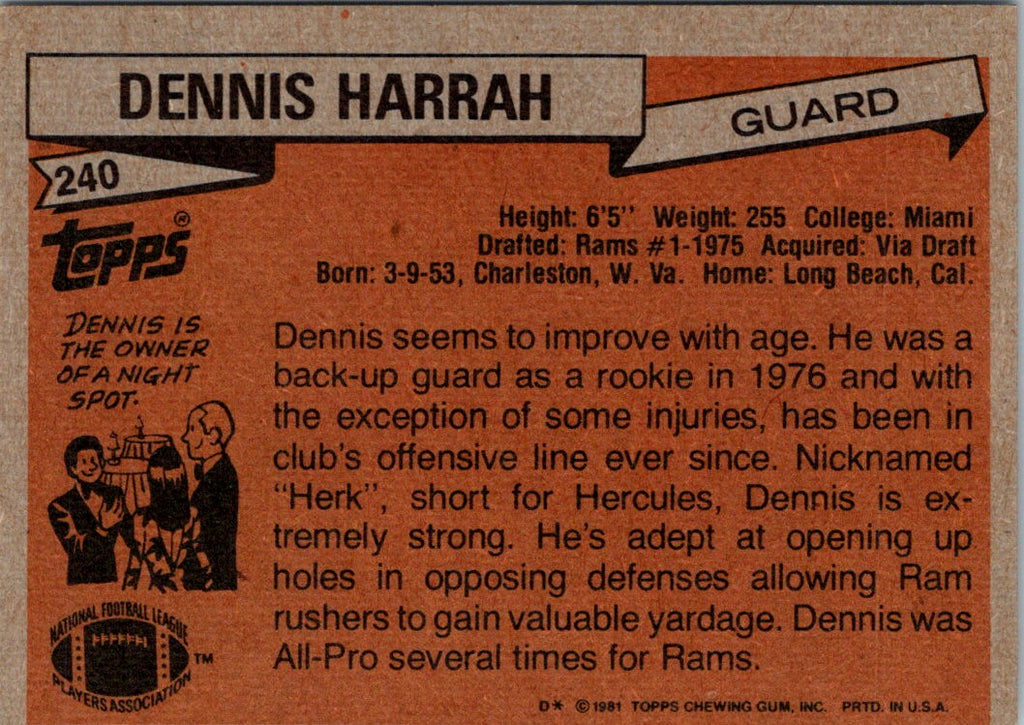 DENNIS HARRAH
GUARD
240
Topps®
Height: 6'5'' Weight: 255 College: Miami
Drafted: Rams #1-1975 Acquired: Via Draft
Born: 3-9-53, Charleston, W. Va. Home: Long Beach, Cal.
DENNIS IS
THE OWNER
OF A NIGHT
SPOT.
Dennis seems to improve with age. He was a
back-up guard as a rookie in 1976 and with
the exception of some injuries, has been in
club's offensive line ever since. Nicknamed
"Herk", short for Hercules, Dennis is ex-
tremely strong. He's adept at opening up
holes in opposing defenses allowing Ram
rushers to gain valuable yardage. Dennis was
All-Pro several times for Rams.
NATIONAL FOOTBALL LEAGUE
PLAYERS ASSOCIATION
TM
D* © 1981 TOPPS CHEWING GUM, INC. PRTD. IN U.S.A.